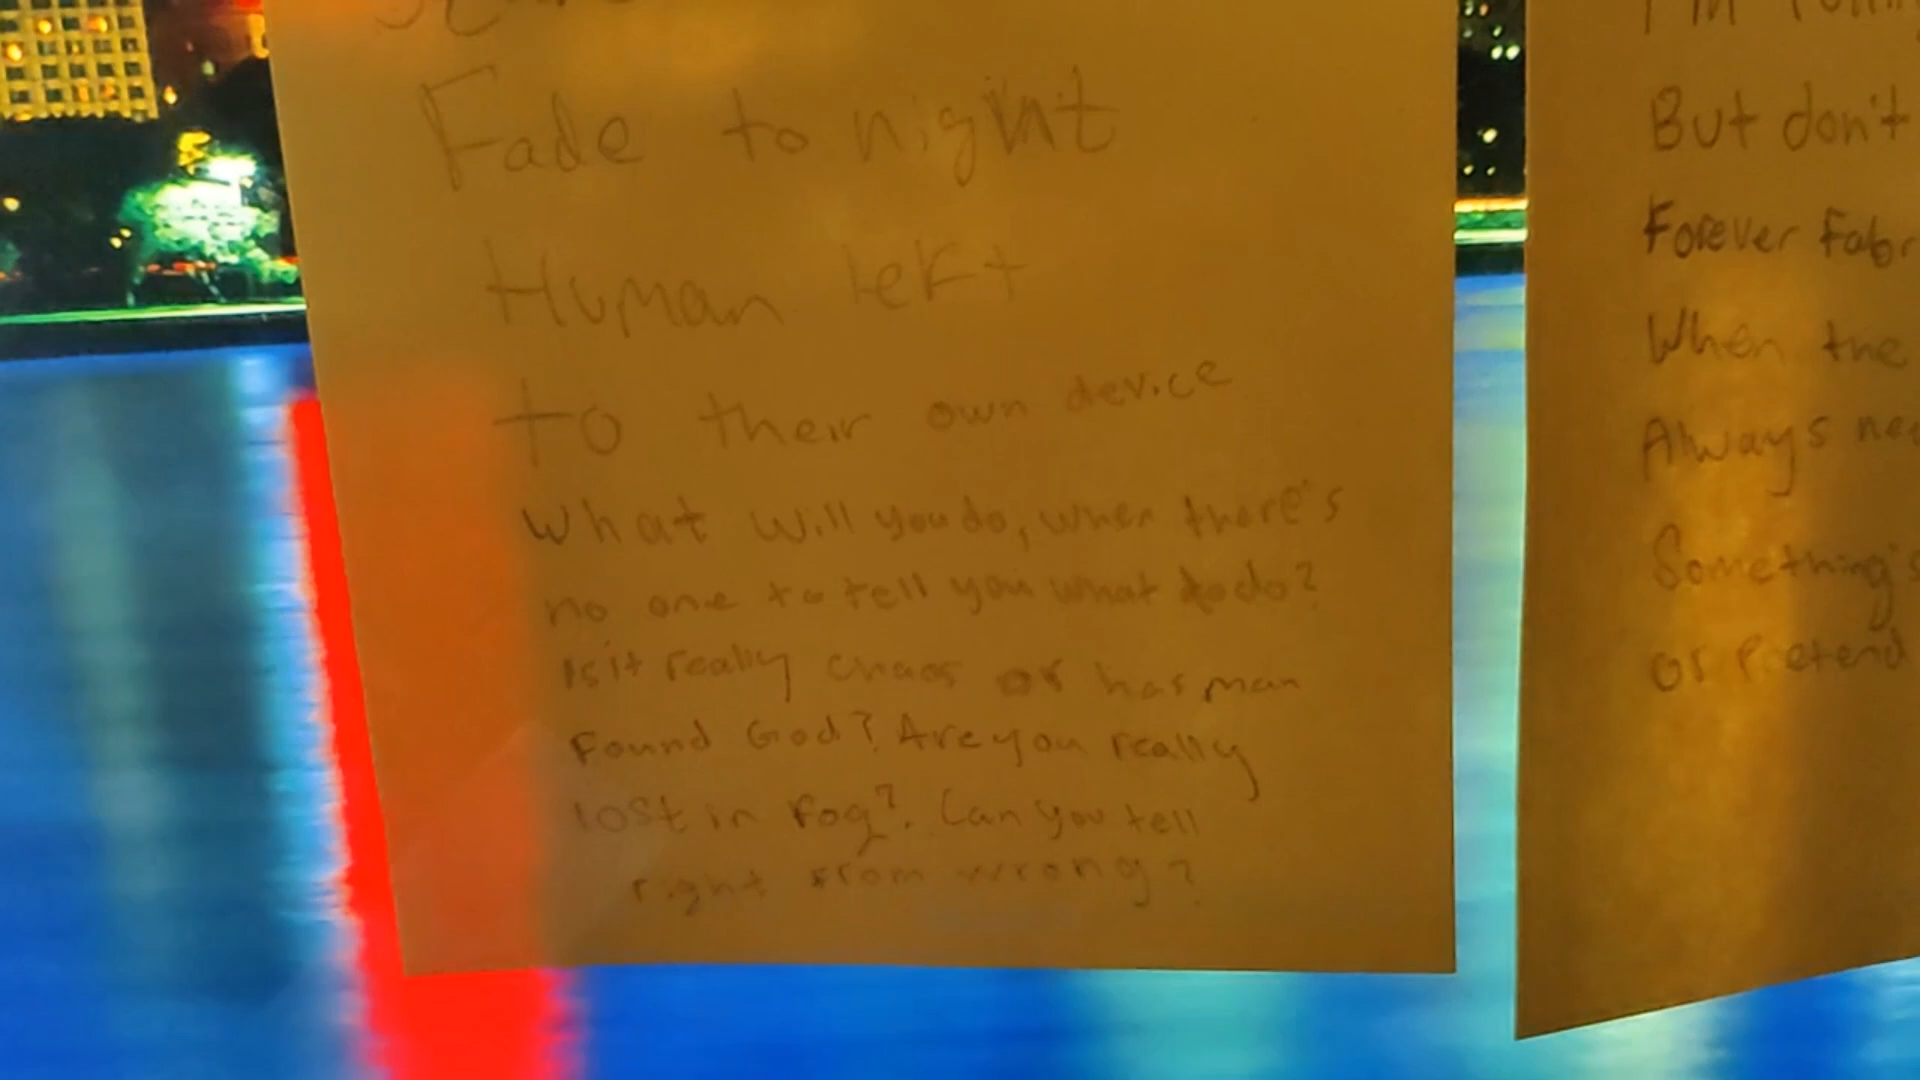 Fade to night
Human left
to their own device
What will you do, when there's
no one to tell you what to do?
Is it really chaos or has man
Found God? Are you really
lost in fog?. Can you tell
right from wrong?
I'm
But don't
Forever
When the
Always
Something's
or Pretend